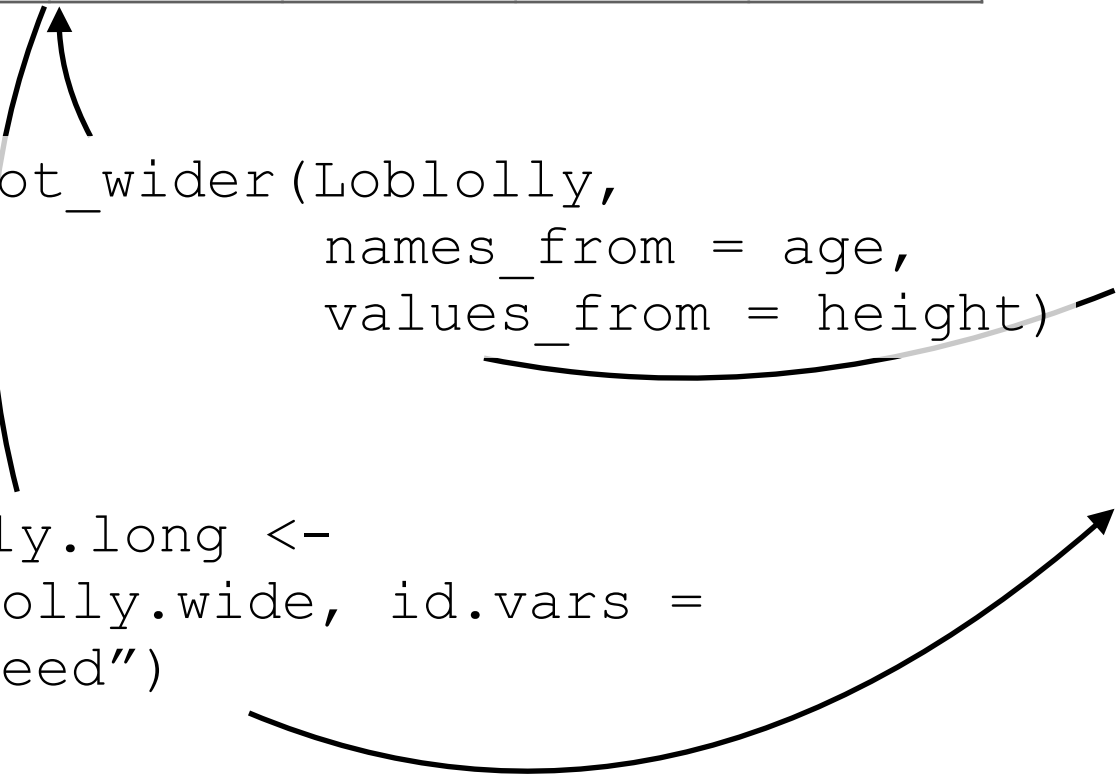 ot_wider(Loblolly,
names_from = age,
values_from = height)
ly.long <-
olly.wide, id.vars =
eed”)